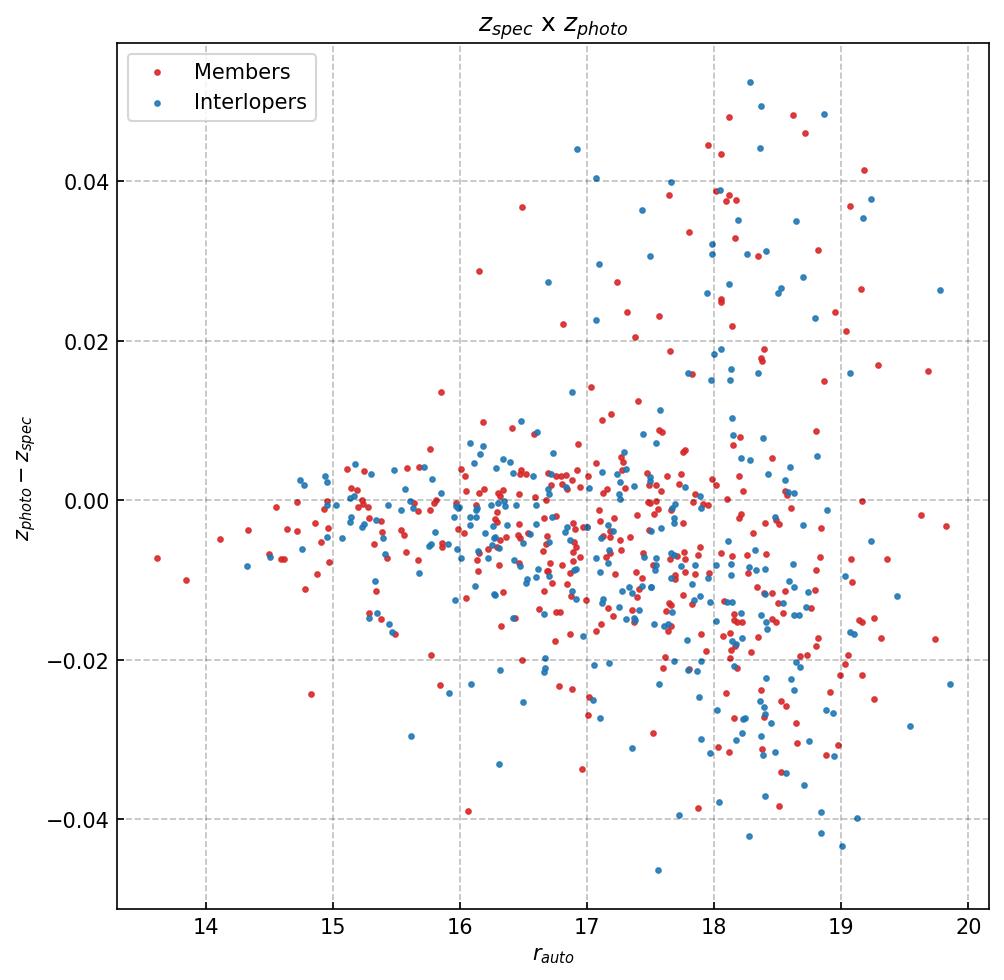 z_spec x z_photo
Members
Interlopers
0.04
0.02
0.00
−0.02
−0.04
z_photo − z_spec
14 15 16 17 18 19 20
r_auto